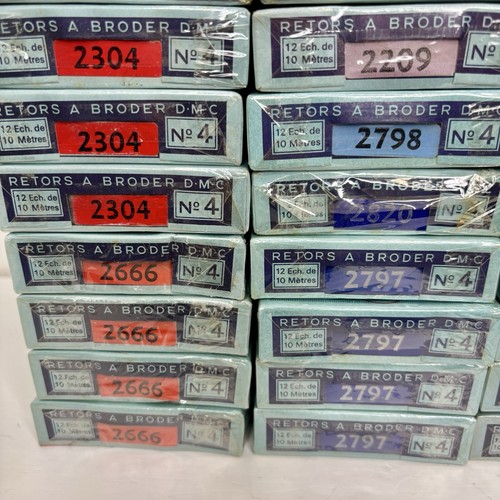 RETORS A BRODER D·M·C
12 Ech. de
10 Mètres
2304
Nº 4
RETORS A BRODER D·M·C
12 Ech. de
10 Mètres
2304
Nº 4
RETORS A BRODER D·M·C
12 Ech. de
10 Mètres
2304
Nº 4
RETORS A BRODER D·M·C
12 Ech. de
10 Mètres
2666
Nº 4
RETORS A BRODER D·M·C
12 Ech. de
10 Mètres
2666
Nº 4
RETORS A BRODER D·M·C
12 Ech. de
10 Mètres
2666
Nº 4
RETORS A BRODER D·M·C
12 Ech. de
10 Mètres
2666
Nº 4
RETORS A BRODER D·M·C
12 Ech. de
10 Mètres
2209
Nº
RETORS A BRODER D·M·C
12 Ech. de
10 Mètres
2798
Nº 4
RETORS A BRODER D·M·C
12 Ech. de
10 Mètres
2820
Nº 4
RETORS A BRODER D·M·C
12 Ech. de
10 Mètres
2797
Nº 4
RETORS A BRODER D·M·C
12 Ech. de
10 Mètres
2797
Nº 4
RETORS A BRODER D·M·C
12 Ech. de
10 Mètres
2797
Nº 4
RETORS A BRODER D·M·C
12 Ech. de
10 Mètres
2797
Nº 4